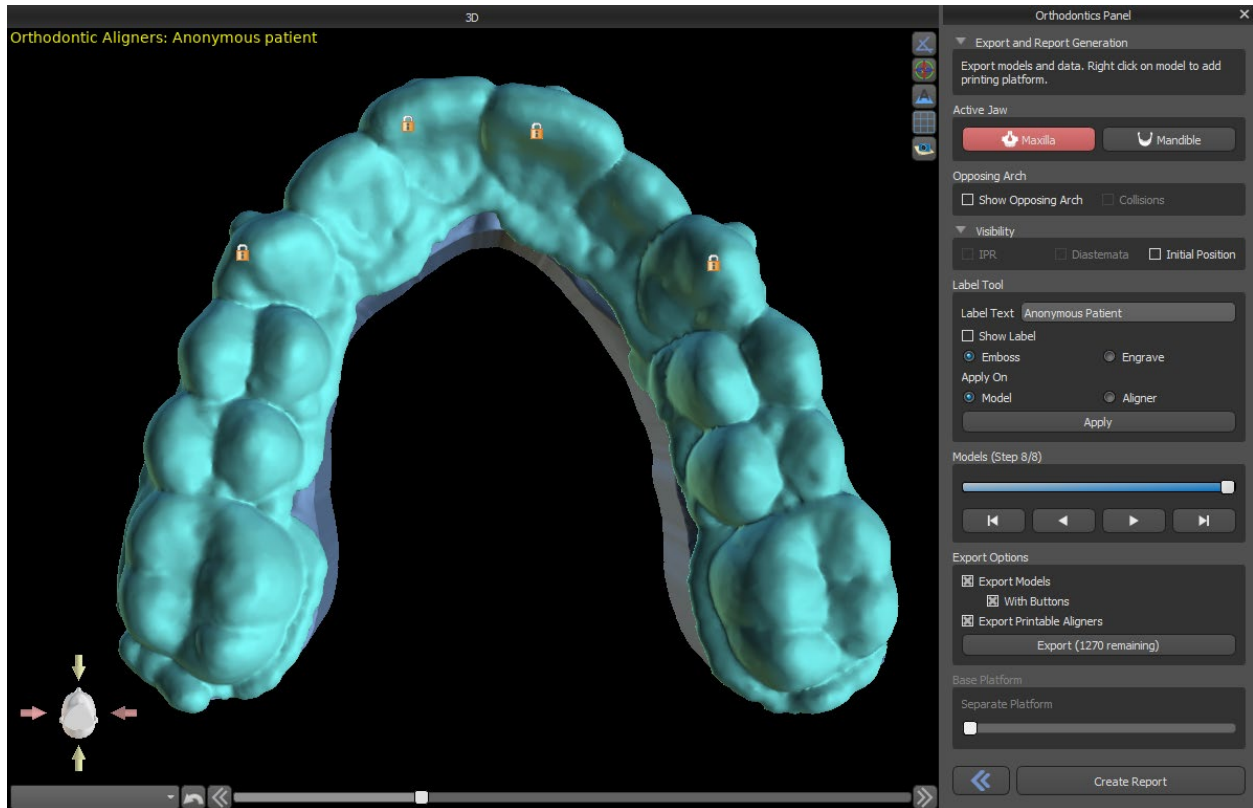 3D
Orthodontic Aligners: Anonymous patient
Orthodontics Panel
Export and Report Generation
Export models and data. Right click on model to add
printing platform.
Active Jaw
Maxilla
Mandible
Opposing Arch
Show Opposing Arch
Collisions
Visibility
IPR
Diastemata
Initial Position
Label Tool
Label Text
Anonymous Patient
Show Label
Emboss
Engrave
Apply On
Model
Aligner
Apply
Models (Step 8/8)
Export Options
Export Models
With Buttons
Export Printable Aligners
Export (1270 remaining)
Base Platform
Separate Platform
Create Report